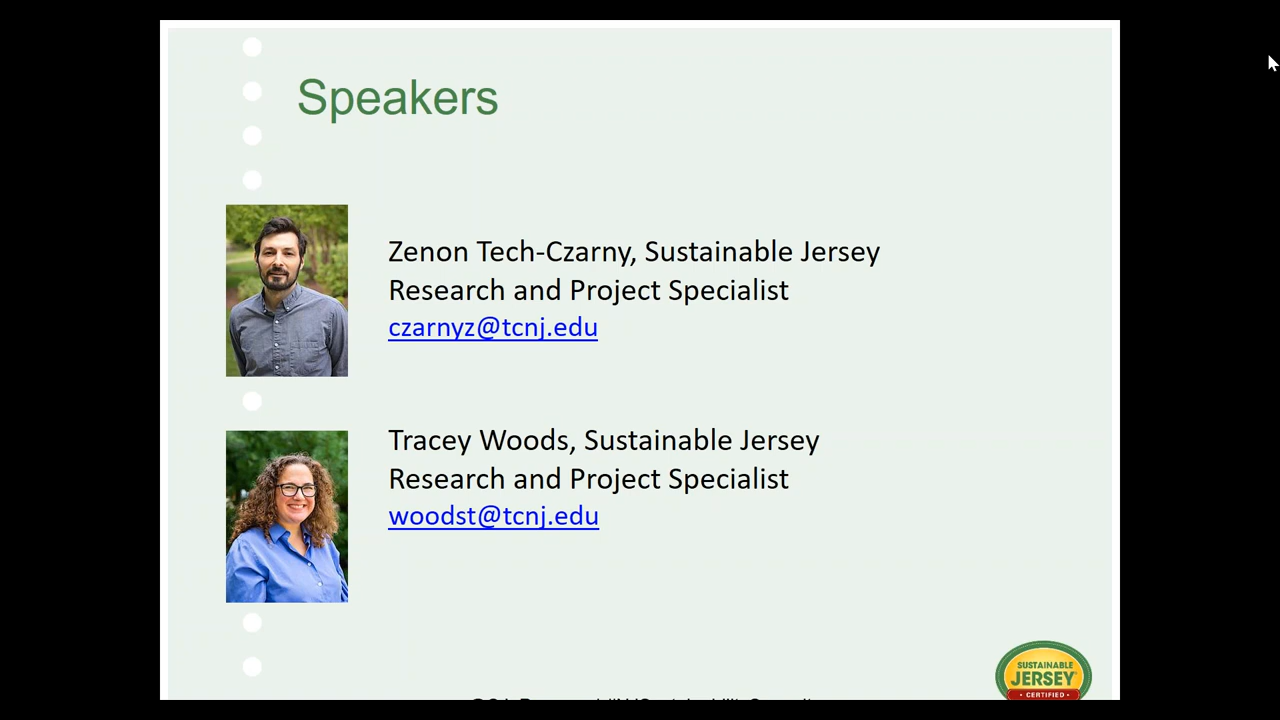 Speakers
Zenon Tech-Czarny, Sustainable Jersey
Research and Project Specialist
czarnyz@tcnj.edu
Tracey Woods, Sustainable Jersey
Research and Project Specialist
woodst@tcnj.edu
SUSTAINABLE
JERSEY
• CERTIFIED •